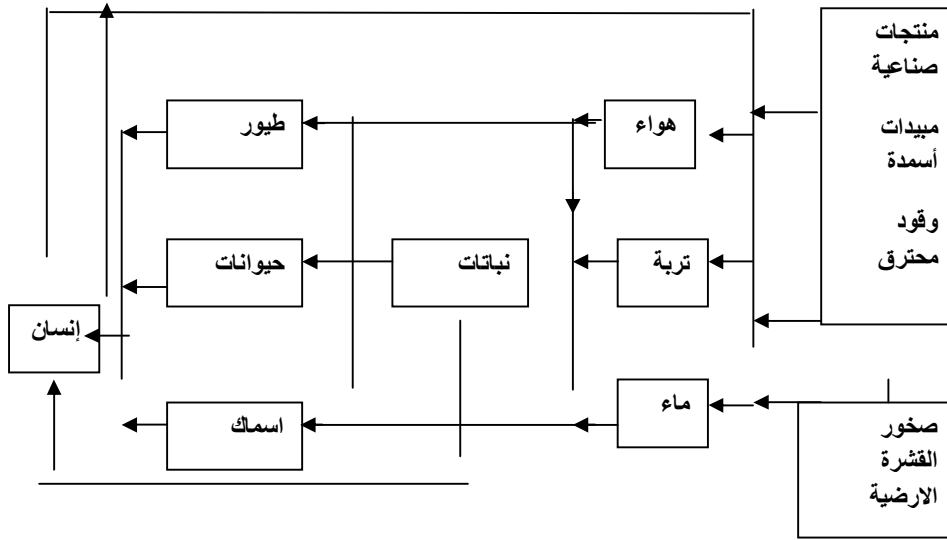 منتجات
صناعية
مبيدات
أسمدة
وقود
محترق
هواء
طيور
تربة
نباتات
حيوانات
إنسان
ماء
اسماك
صخور
القشرة
الارضية